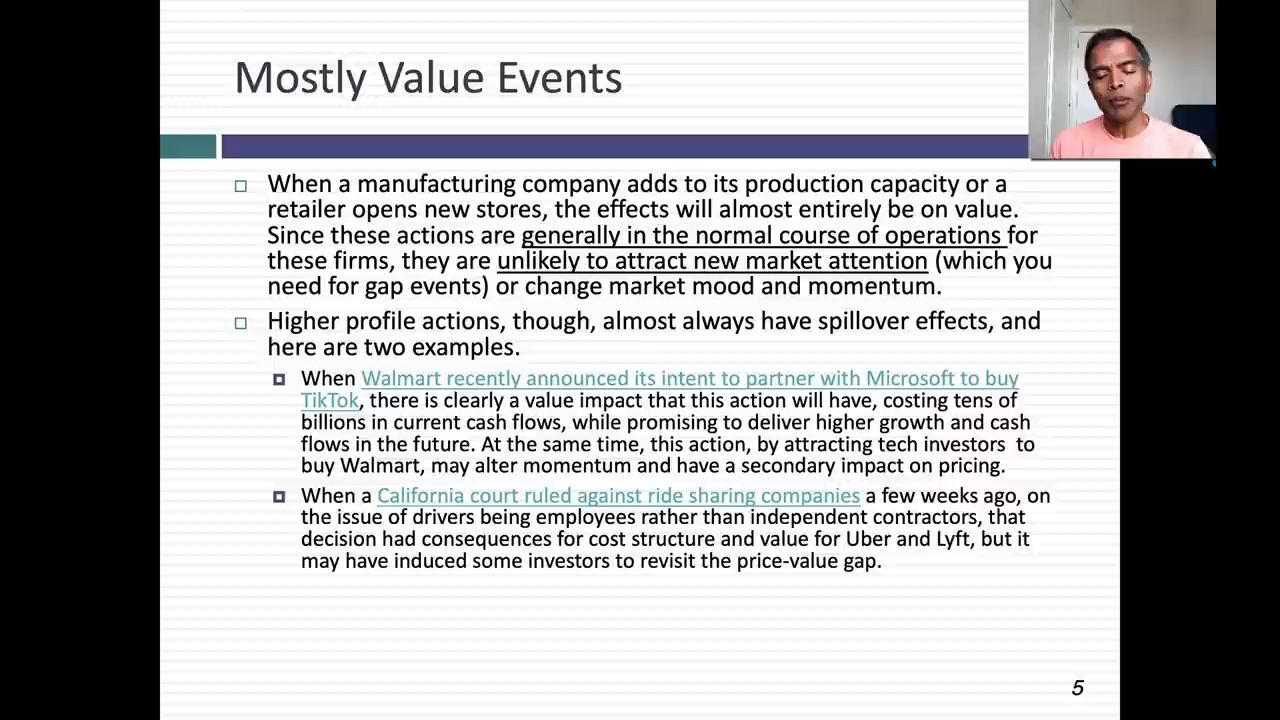 Mostly Value Events
When a manufacturing company adds to its production capacity or a
retailer opens new stores, the effects will almost entirely be on value.
Since these actions are generally in the normal course of operations for
these firms, they are unlikely to attract new market attention (which you
need for gap events) or change market mood and momentum.
Higher profile actions, though, almost always have spillover effects, and
here are two examples.
When Walmart recently announced its intent to partner with Microsoft to buy
TikTok, there is clearly a value impact that this action will have, costing tens of
billions in current cash flows, while promising to deliver higher growth and cash
flows in the future. At the same time, this action, by attracting tech investors to
buy Walmart, may alter momentum and have a secondary impact on pricing.
When a California court ruled against ride sharing companies a few weeks ago, on
the issue of drivers being employees rather than independent contractors, that
decision had consequences for cost structure and value for Uber and Lyft, but it
may have induced some investors to revisit the price-value gap.
5